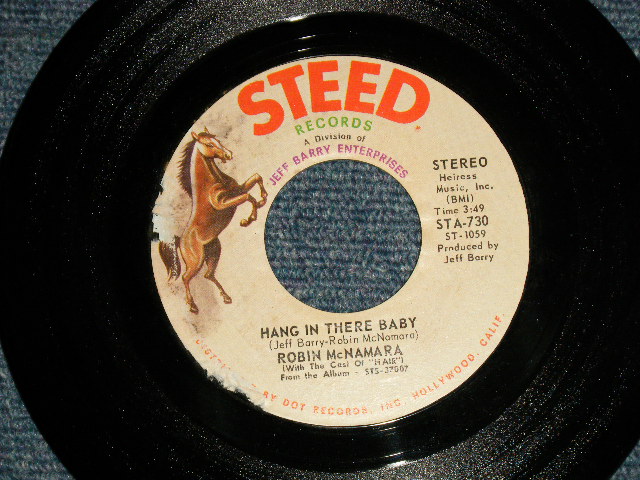 STEED
RECORDS
A Division of
JEFF BARRY ENTERPRISES
STEREO
Heiress
Music, Inc.
(BMI)
Time 3:49
STA-730
ST-1059
Produced by
Jeff Barry
HANG IN THERE BABY
(Jeff Barry-Robin McNamara)
ROBIN McNAMARA
(With The Cast Of "HAIR")
From the Album - STS-37007
BY DOT RECORDS, INC. HOLLYWOOD, CALIF.